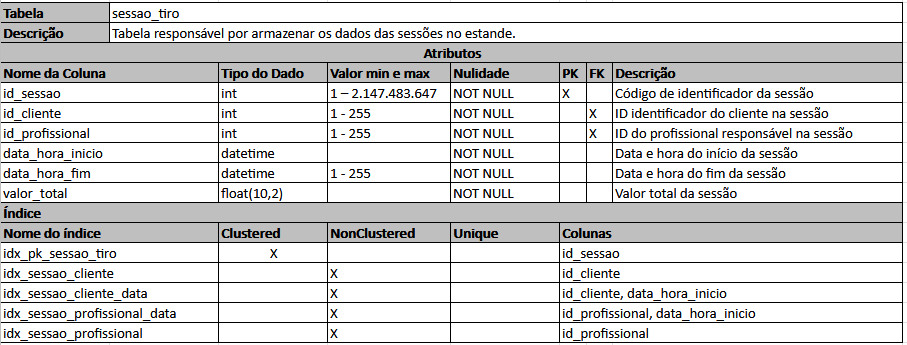 Tabela sessao_tiro
Descrição Tabela responsável por armazenar os dados das sessões no estande.
Atributos
Nome da Coluna Tipo do Dado Valor min e max Nulidade PK FK Descrição
id_sessao int 1 – 2.147.483.647 NOT NULL X Código de identificador da sessão
id_cliente int 1 - 255 NOT NULL X ID identificador do cliente na sessão
id_profissional int 1 - 255 NOT NULL X ID do profissional responsável na sessão
data_hora_inicio datetime NOT NULL Data e hora do início da sessão
data_hora_fim datetime 1 - 255 NOT NULL Data e hora do fim da sessão
valor_total float(10,2) NOT NULL Valor total da sessão
Índice
Nome do índice Clustered NonClustered Unique Colunas
idx_pk_sessao_tiro X id_sessao
idx_sessao_cliente X id_cliente
idx_sessao_cliente_data X id_cliente, data_hora_inicio
idx_sessao_profissional_data X id_profissional, data_hora_inicio
idx_sessao_profissional X id_profissional